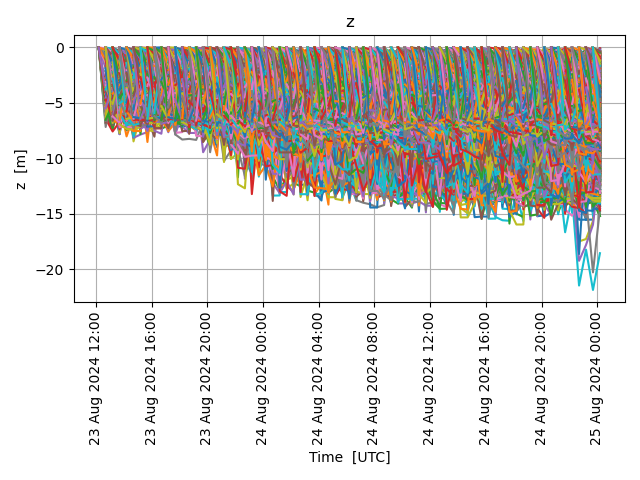 z
0
−5
−10
−15
−20
z [m]
23 Aug 2024 12:00
23 Aug 2024 16:00
23 Aug 2024 20:00
24 Aug 2024 00:00
24 Aug 2024 04:00
24 Aug 2024 08:00
24 Aug 2024 12:00
24 Aug 2024 16:00
24 Aug 2024 20:00
25 Aug 2024 00:00
Time [UTC]